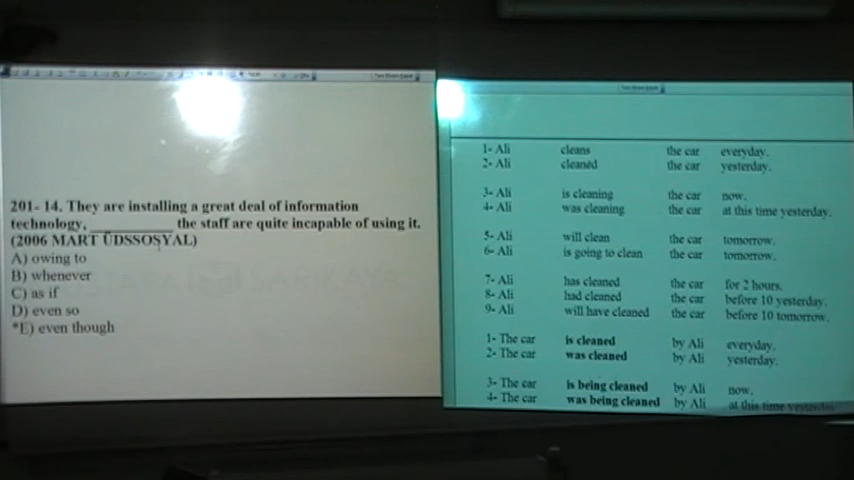 201- 14. They are installing a great deal of information
technology, __________ the staff are quite incapable of using it.
(2006 MART ÜDSSOSYAL)
A) owing to
B) whenever
C) as if
D) even so
*E) even though
1- Ali cleans the car everyday.
2- Ali cleaned the car yesterday.
3- Ali is cleaning the car now.
4- Ali was cleaning the car at this time yesterday.
5- Ali will clean the car tomorrow.
6- Ali is going to clean the car tomorrow.
7- Ali has cleaned the car for 2 hours.
8- Ali had cleaned the car before 10 yesterday.
9- Ali will have cleaned the car before 10 tomorrow.
1- The car is cleaned by Ali everyday.
2- The car was cleaned by Ali yesterday.
3- The car is being cleaned by Ali now.
4- The car was being cleaned by Ali at this time yesterday